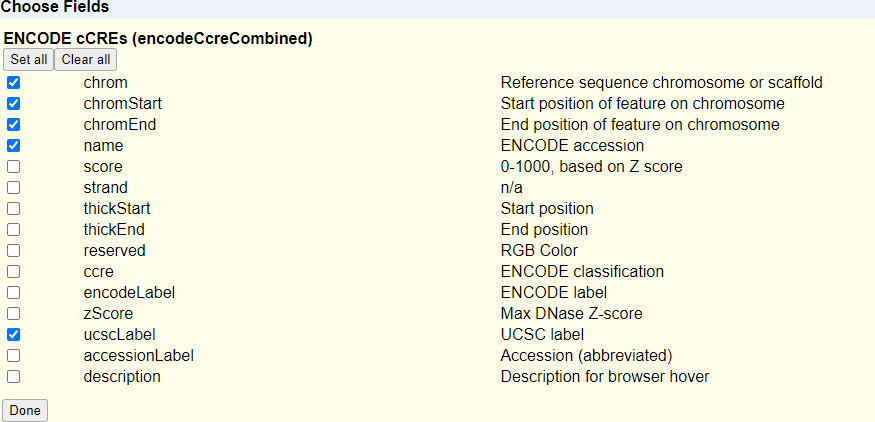 Choose Fields
ENCODE cCREs (encodeCcreCombined)
Set all Clear all
chrom Reference sequence chromosome or scaffold
chromStart Start position of feature on chromosome
chromEnd End position of feature on chromosome
name ENCODE accession
score 0-1000, based on Z score
strand n/a
thickStart Start position
thickEnd End position
reserved RGB Color
ccre ENCODE classification
encodeLabel ENCODE label
zScore Max DNase Z-score
ucscLabel UCSC label
accessionLabel Accession (abbreviated)
description Description for browser hover
Done